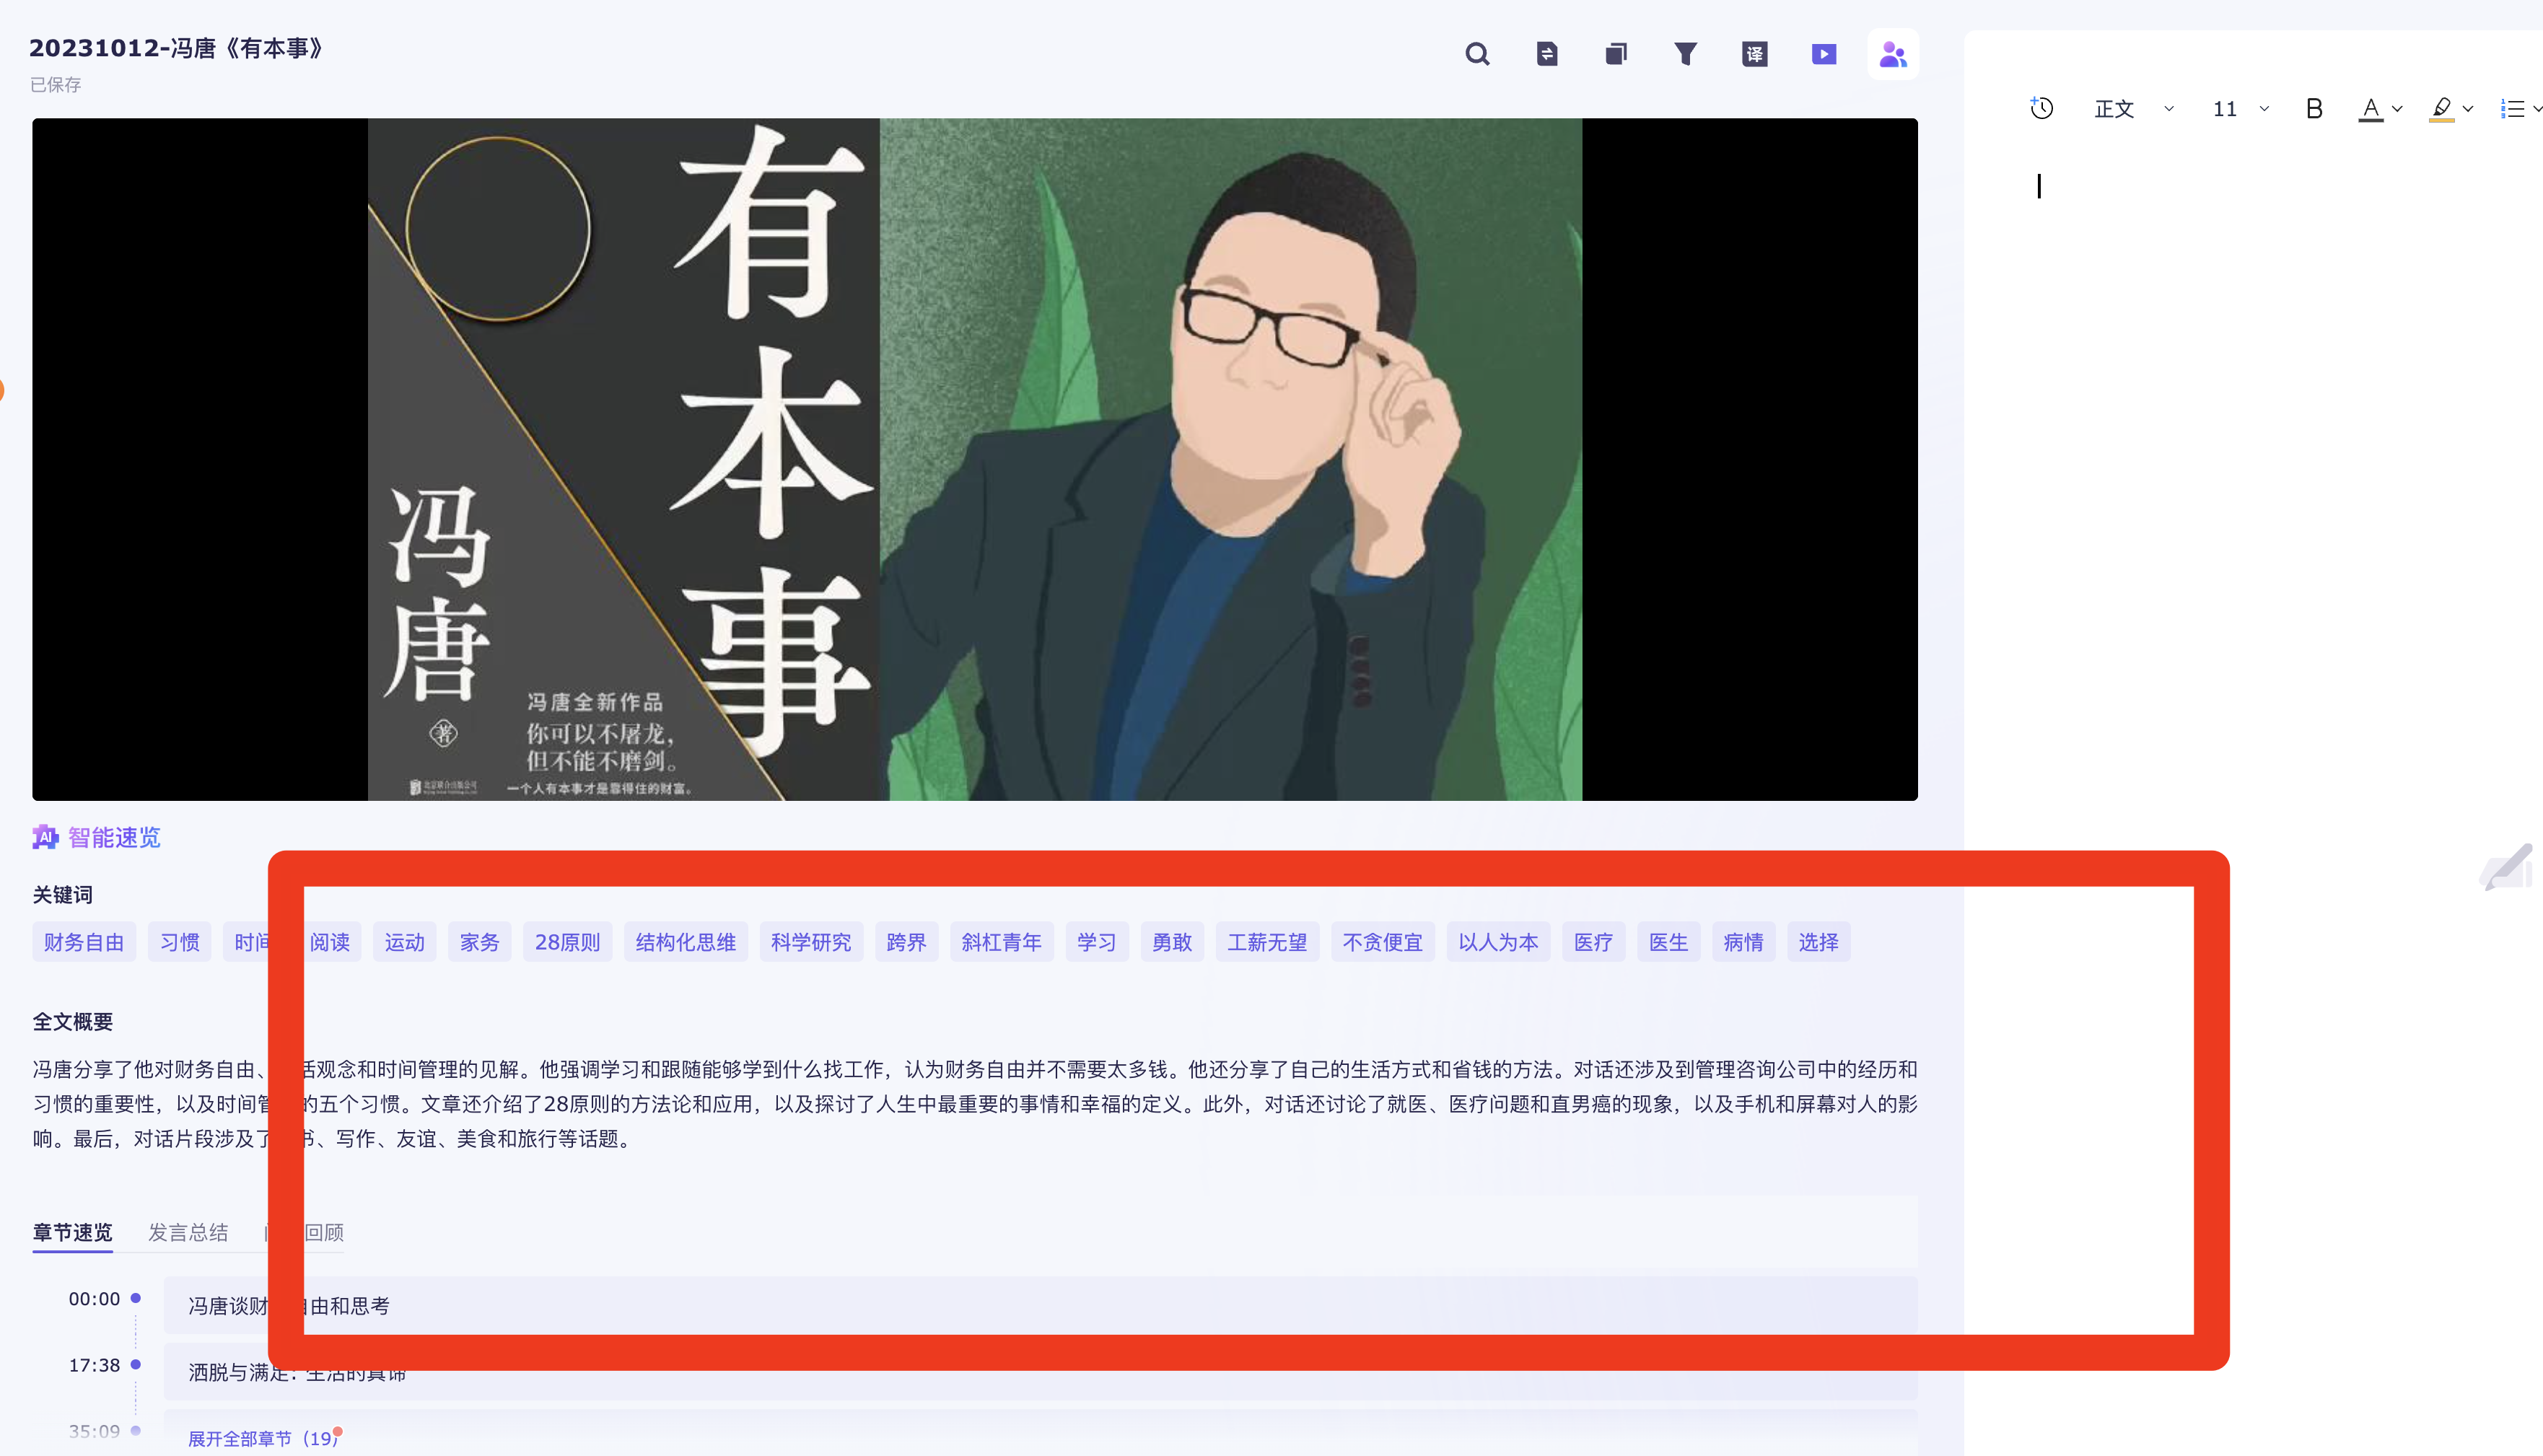 20231012-冯唐《有本事》
已保存
译
正文 11 B A
有本事
冯唐
著
冯唐全新作品
你可以不屠龙，
但不能不磨剑。
一个人有本事才是靠得住的财富。
北京联合出版公司
AI 智能速览
关键词
财务自由 习惯 时间 阅读 运动 家务 28原则 结构化思维 科学研究 跨界 斜杠青年 学习 勇敢 工薪无望 不贪便宜 以人为本 医疗 医生 病情 选择
全文概要
冯唐分享了他对财务自由、活观念和时间管理的见解。他强调学习和跟随能够学到什么找工作，认为财务自由并不需要太多钱。他还分享了自己的生活方式和省钱的方法。对话还涉及到管理咨询公司中的经历和
习惯的重要性，以及时间管的五个习惯。文章还介绍了28原则的方法论和应用，以及探讨了人生中最重要的事情和幸福的定义。此外，对话还讨论了就医、医疗问题和直男癌的现象，以及手机和屏幕对人的影
响。最后，对话片段涉及了书、写作、友谊、美食和旅行等话题。
章节速览 发言总结 回顾
00:00 冯唐谈财自由和思考
17:38 洒脱与满足：生活的真谛
35:09 展开全部章节（19）